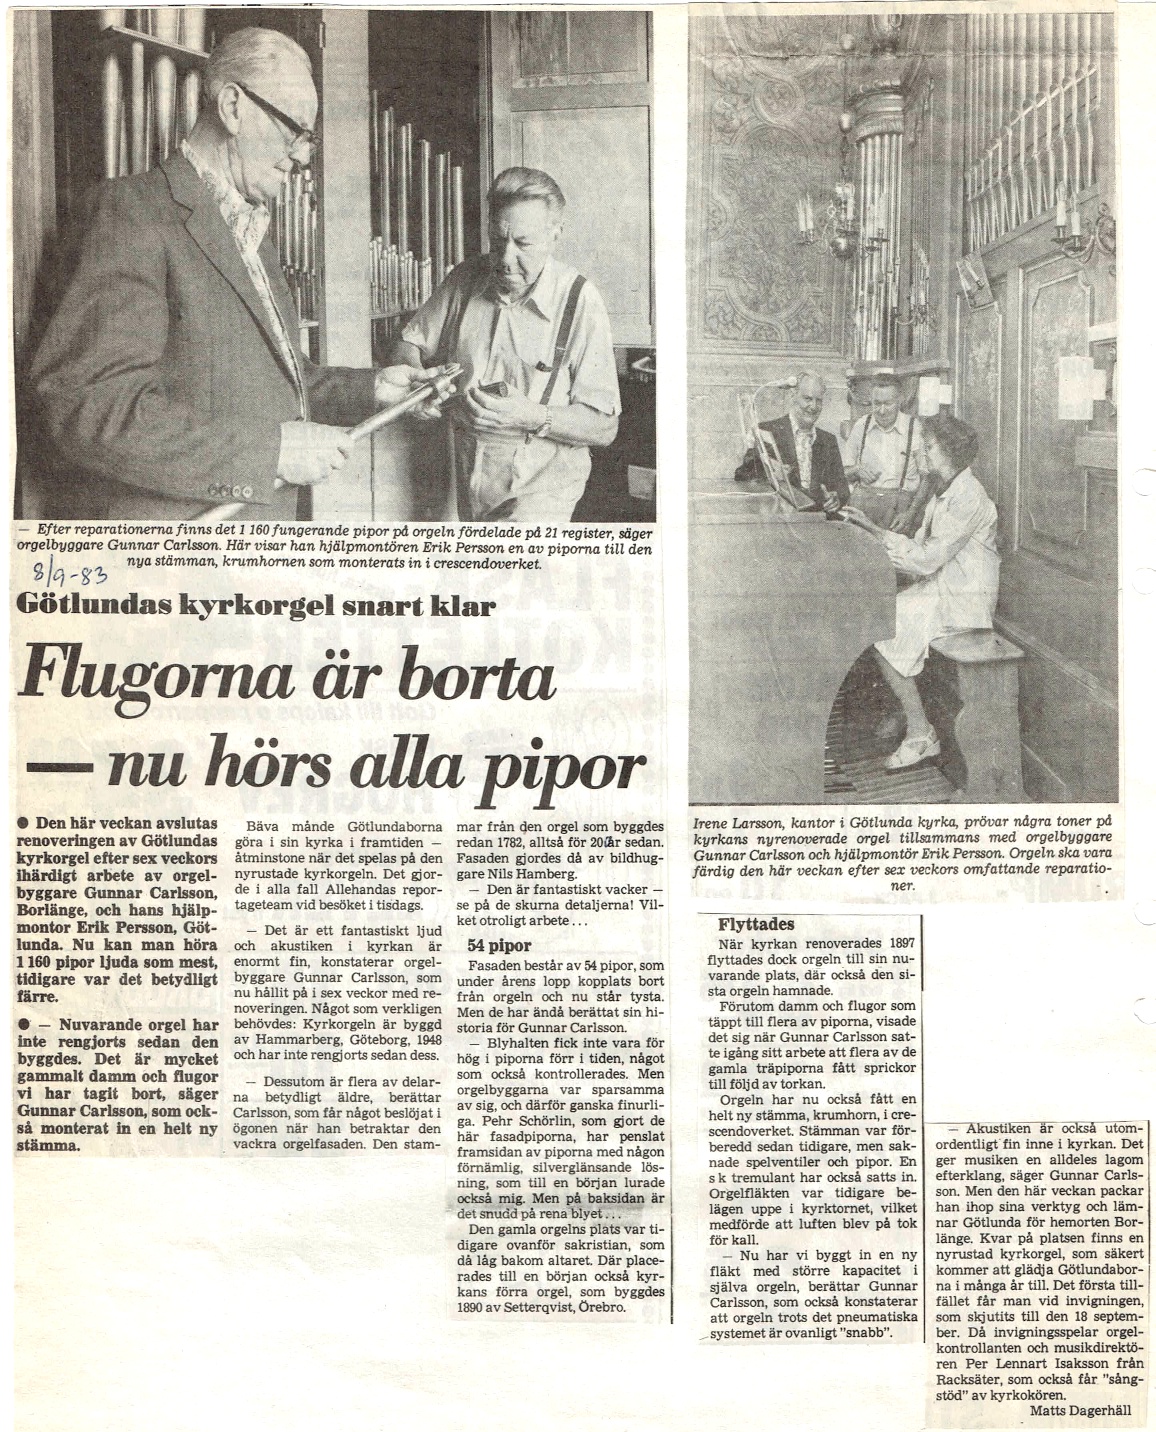 — Efter reparationerna finns det 1 160 fungerande pipor på orgeln fördelade på 21 register, säger
orgelbyggare Gunnar Carlsson. Här visar han hjälpmontören Erik Persson en av piporna till den
nya stämman, krumhornen som monterats in i crescendoverket.
8/9-83
Götlundas kyrkorgel snart klar
Flugorna är borta
— nu hörs alla pipor
● Den här veckan avslutas
renoveringen av Götlundas
kyrkorgel efter sex veckors
ihärdigt arbete av orgel-
byggare Gunnar Carlsson,
Borlänge, och hans hjälp-
montor Erik Persson, Göt-
lunda. Nu kan man höra
1 160 pipor ljuda som mest,
tidigare var det betydligt
färre.
● — Nuvarande orgel har
inte rengjorts sedan den
byggdes. Det är mycket
gammalt damm och flugor
vi har tagit bort, säger
Gunnar Carlsson, som ock-
så monterat in en helt ny
stämma.
Bäva månde Götlundaborna
göra i sin kyrka i framtiden —
åtminstone när det spelas på den
nyrustade kyrkorgeln. Det gjor-
de i alla fall Allehandas repor-
tageteam vid besöket i tisdags.
— Det är ett fantastiskt ljud
och akustiken i kyrkan är
enormt fin, konstaterar orgel-
byggare Gunnar Carlsson, som
nu hållit på i sex veckor med re-
noveringen. Något som verkligen
behövdes: Kyrkorgeln är byggd
av Hammarberg, Göteborg, 1948
och har inte rengjorts sedan dess.
— Dessutom är flera av delar-
na betydligt äldre, berättar
Carlsson, som får något beslöjat i
ögonen när han betraktar den
vackra orgelfasaden. Den stam-
mar från den orgel som byggdes
redan 1782, alltså för 200 år sedan.
Fasaden gjordes då av bildhug-
gare Nils Hamberg.
— Den är fantastiskt vacker —
se på de skurna detaljerna! Vil-
ket otroligt arbete . . .
54 pipor
Fasaden består av 54 pipor, som
under årens lopp kopplats bort
från orgeln och nu står tysta.
Men de har ändå berättat sin hi-
storia för Gunnar Carlsson.
— Blyhalten fick inte vara för
hög i piporna förr i tiden, något
som också kontrollerades. Men
orgelbyggarna var sparsamma
av sig, och därför ganska finurli-
ga. Pehr Schörlin, som gjort de
här fasadpiporna, har penslat
framsidan av piporna med någon
förnämlig, silverglänsande lös-
ning, som till en början lurade
också mig. Men på baksidan är
det snudd på rena blyet . . .
Den gamla orgelns plats var ti-
digare ovanför sakristian, som
då låg bakom altaret. Där place-
rades till en början också kyr-
kans förra orgel, som byggdes
1890 av Setterqvist, Örebro.
Irene Larsson, kantor i Götlunda kyrka, prövar några toner på
kyrkans nyrenoverade orgel tillsammans med orgelbyggare
Gunnar Carlsson och hjälpmontör Erik Persson. Orgeln ska vara
färdig den här veckan efter sex veckors omfattande reparatio-
ner.
Flyttades
När kyrkan renoverades 1897
flyttades dock orgeln till sin nu-
varande plats, där också den si-
sta orgeln hamnade.
Förutom damm och flugor som
täppt till flera av piporna, visade
det sig när Gunnar Carlsson sat-
te igång sitt arbete att flera av de
gamla träpiporna fått sprickor
till följd av torkan.
Orgeln har nu också fått en
helt ny stämma, krumhorn, i cre-
scendoverket. Stämman var för-
beredd sedan tidigare, men sak-
nade spelventiler och pipor. En
s k tremulant har också satts in.
Orgelfläkten var tidigare be-
lägen uppe i kyrktornet, vilket
medförde att luften blev på tok
för kall.
— Nu har vi byggt in en ny
fläkt med större kapacitet i
själva orgeln, berättar Gunnar
Carlsson, som också konstaterar
att orgeln trots det pneumatiska
systemet är ovanligt "snabb".
— Akustiken är också utom-
ordentligt fin inne i kyrkan. Det
ger musiken en alldeles lagom
efterklang, säger Gunnar Carls-
son. Men den här veckan packar
han ihop sina verktyg och läm-
nar Götlunda för hemorten Bor-
länge. Kvar på platsen finns en
nyrustad kyrkorgel, som säkert
kommer att glädja Götlundabor-
na i många år till. Det första till-
fället får man vid invigningen,
som skjutits till den 18 septem-
ber. Då invigningsspelar orgel-
kontrollanten och musikdirektö-
ren Per Lennart Isaksson från
Racksäter, som också får "sång-
stöd" av kyrkokören.
Matts Dagerhäll